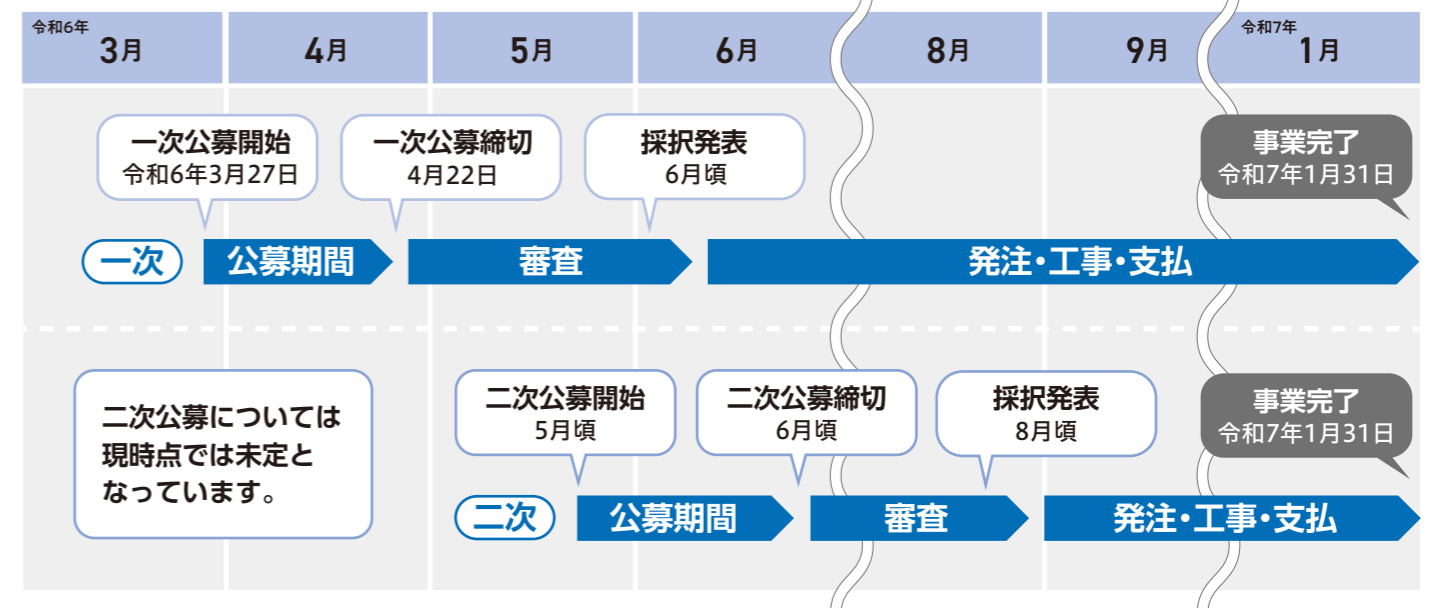 令和6年
3月
4月
5月
6月
8月
9月
令和7年
1月
一次公募開始
令和6年3月27日
一次公募締切
4月22日
採択発表
6月頃
事業完了
令和7年1月31日
一次
公募期間
審査
発注・工事・支払
二次公募については
現時点では未定と
なっています。
二次公募開始
5月頃
二次公募締切
6月頃
採択発表
8月頃
事業完了
令和7年1月31日
二次
公募期間
審査
発注・工事・支払